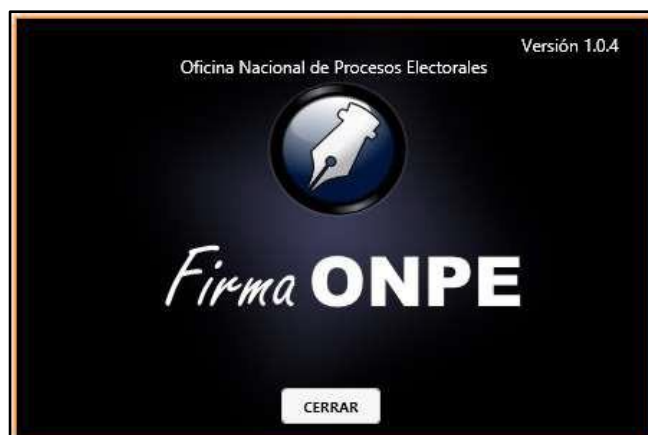 Versión 1.0.4
Oficina Nacional de Procesos Electorales
Firma ONPE
CERRAR